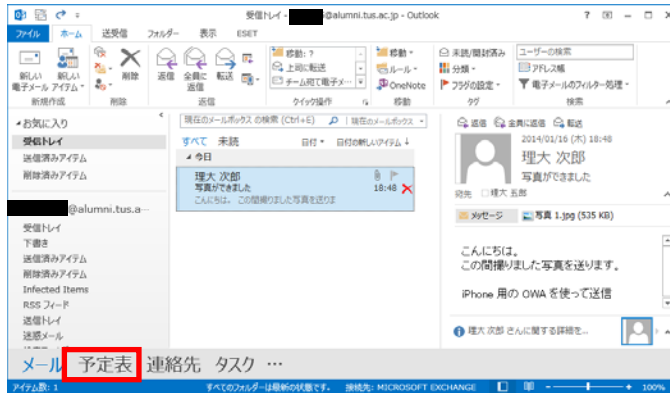 受信トレイ - @alumni.tus.ac.jp - Outlook
ファイル ホーム 送受信 フォルダー 表示 ESET
新しい電子メール
新しいアイテム
削除
返信 全員に返信 転送
移動: ?
上司に転送
チーム宛て電子メ…
移動
ルール
OneNote
未読/開封済み
分類
フラグの設定
ユーザーの検索
アドレス帳
電子メールのフィルター処理
新規作成 削除 返信 クイック操作 移動 タグ 検索
お気に入り
受信トレイ
送信済みアイテム
削除済みアイテム
@alumni.tus.a…
受信トレイ
下書き
送信済みアイテム
削除済みアイテム
Infected Items
RSS フィード
送信トレイ
迷惑メール
現在のメールボックス の検索 (Ctrl+E) 現在のメールボックス
すべて 未読 日付 日付の新しいアイテム ↓
今日
理大 次郎
写真ができました 18:48
こんにちは。 この間撮りました写真を送りま
返信 全員に返信 転送
2014/01/16 (木) 18:48
理大 次郎
写真ができました
宛先 理大 五郎
メッセージ 写真 1.jpg (535 KB)
こんにちは。
この間撮りました写真を送ります。
iPhone 用の OWA を使って送信
理大 次郎 さんに関する詳細を...
メール 予定表 連絡先 タスク …
アイテム数: 1 すべてのフォルダーは最新の状態です。 接続先: MICROSOFT EXCHANGE 100%